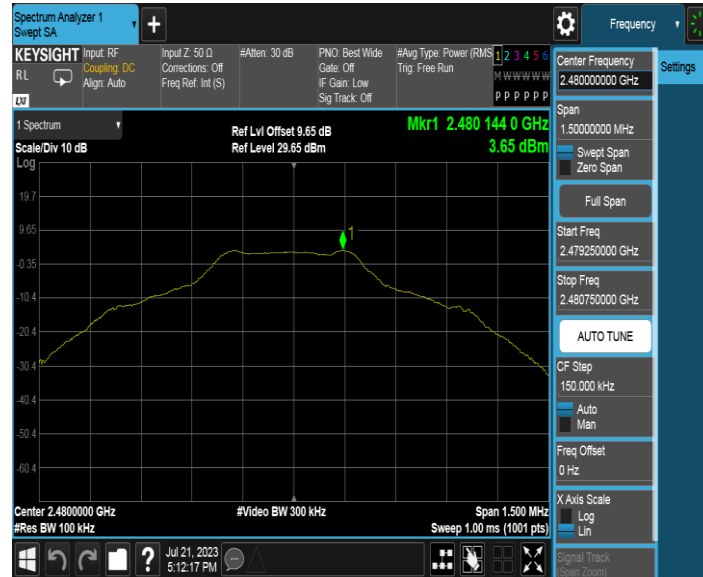 Spectrum Analyzer 1
Swept SA
+
Frequency
KEYSIGHT
RL
LXI
Input: RF
Coupling: DC
Align: Auto
Input Z: 50 Ω
Corrections: Off
Freq Ref: Int (S)
#Atten: 30 dB
PNO: Best Wide
Gate: Off
IF Gain: Low
Sig Track: Off
#Avg Type: Power (RMS
Trig: Free Run
1 2 3 4 5 6
M W W W W W
P P P P P P
1 Spectrum
Scale/Div 10 dB
Log
Ref Lvl Offset 9.65 dB
Ref Level 29.65 dBm
Mkr1 2.480 144 0 GHz
3.65 dBm
19.7
9.65
-0.35
-10.4
-20.4
-30.4
-40.4
-50.4
-60.4
1
Center 2.4800000 GHz
#Res BW 100 kHz
#Video BW 300 kHz
Span 1.500 MHz
Sweep 1.00 ms (1001 pts)
?
Jul 21, 2023
5:12:17 PM
Center Frequency
2.480000000 GHz
Settings
Span
1.50000000 MHz
Swept Span
Zero Span
Full Span
Start Freq
2.479250000 GHz
Stop Freq
2.480750000 GHz
AUTO TUNE
CF Step
150.000 kHz
Auto
Man
Freq Offset
0 Hz
X Axis Scale
Log
Lin
Signal Track
(Span Zoom)